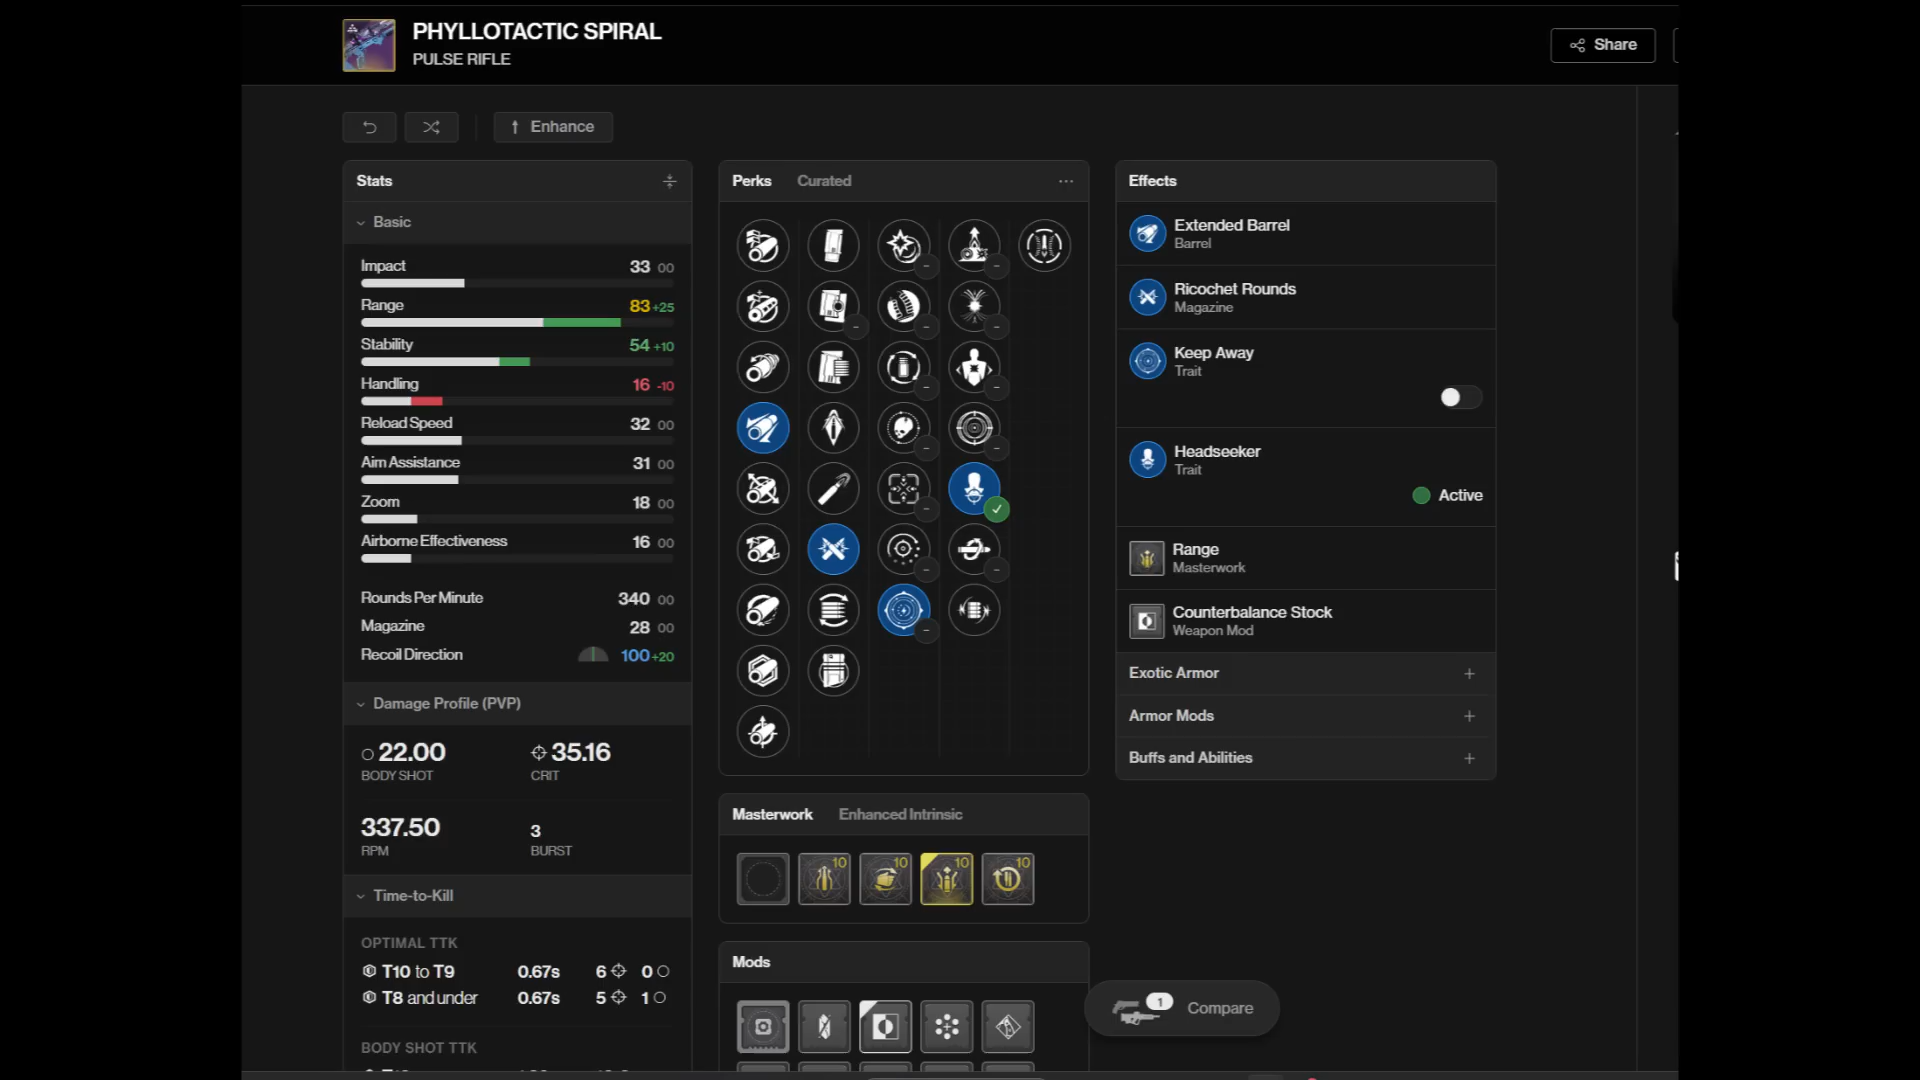 PHYLLOTACTIC SPIRAL
PULSE RIFLE
Share
Enhance
Stats
Basic
Impact 33 00
Range 83 +25
Stability 54 +10
Handling 16 -10
Reload Speed 32 00
Aim Assistance 31 00
Zoom 18 00
Airborne Effectiveness 16 00
Rounds Per Minute 340 00
Magazine 28 00
Recoil Direction 100 +20
Damage Profile (PVP)
22.00 35.16
BODY SHOT CRIT
337.50 3
RPM BURST
Time-to-Kill
OPTIMAL TTK
T10 to T9 0.67s 6 0
T8 and under 0.67s 5 1
BODY SHOT TTK
Perks Curated
Masterwork Enhanced Intrinsic
10 10 10 10
Mods
Effects
Extended Barrel
Barrel
Ricochet Rounds
Magazine
Keep Away
Trait
Headseeker
Trait
Active
Range
Masterwork
Counterbalance Stock
Weapon Mod
Exotic Armor
Armor Mods
Buffs and Abilities
1 Compare